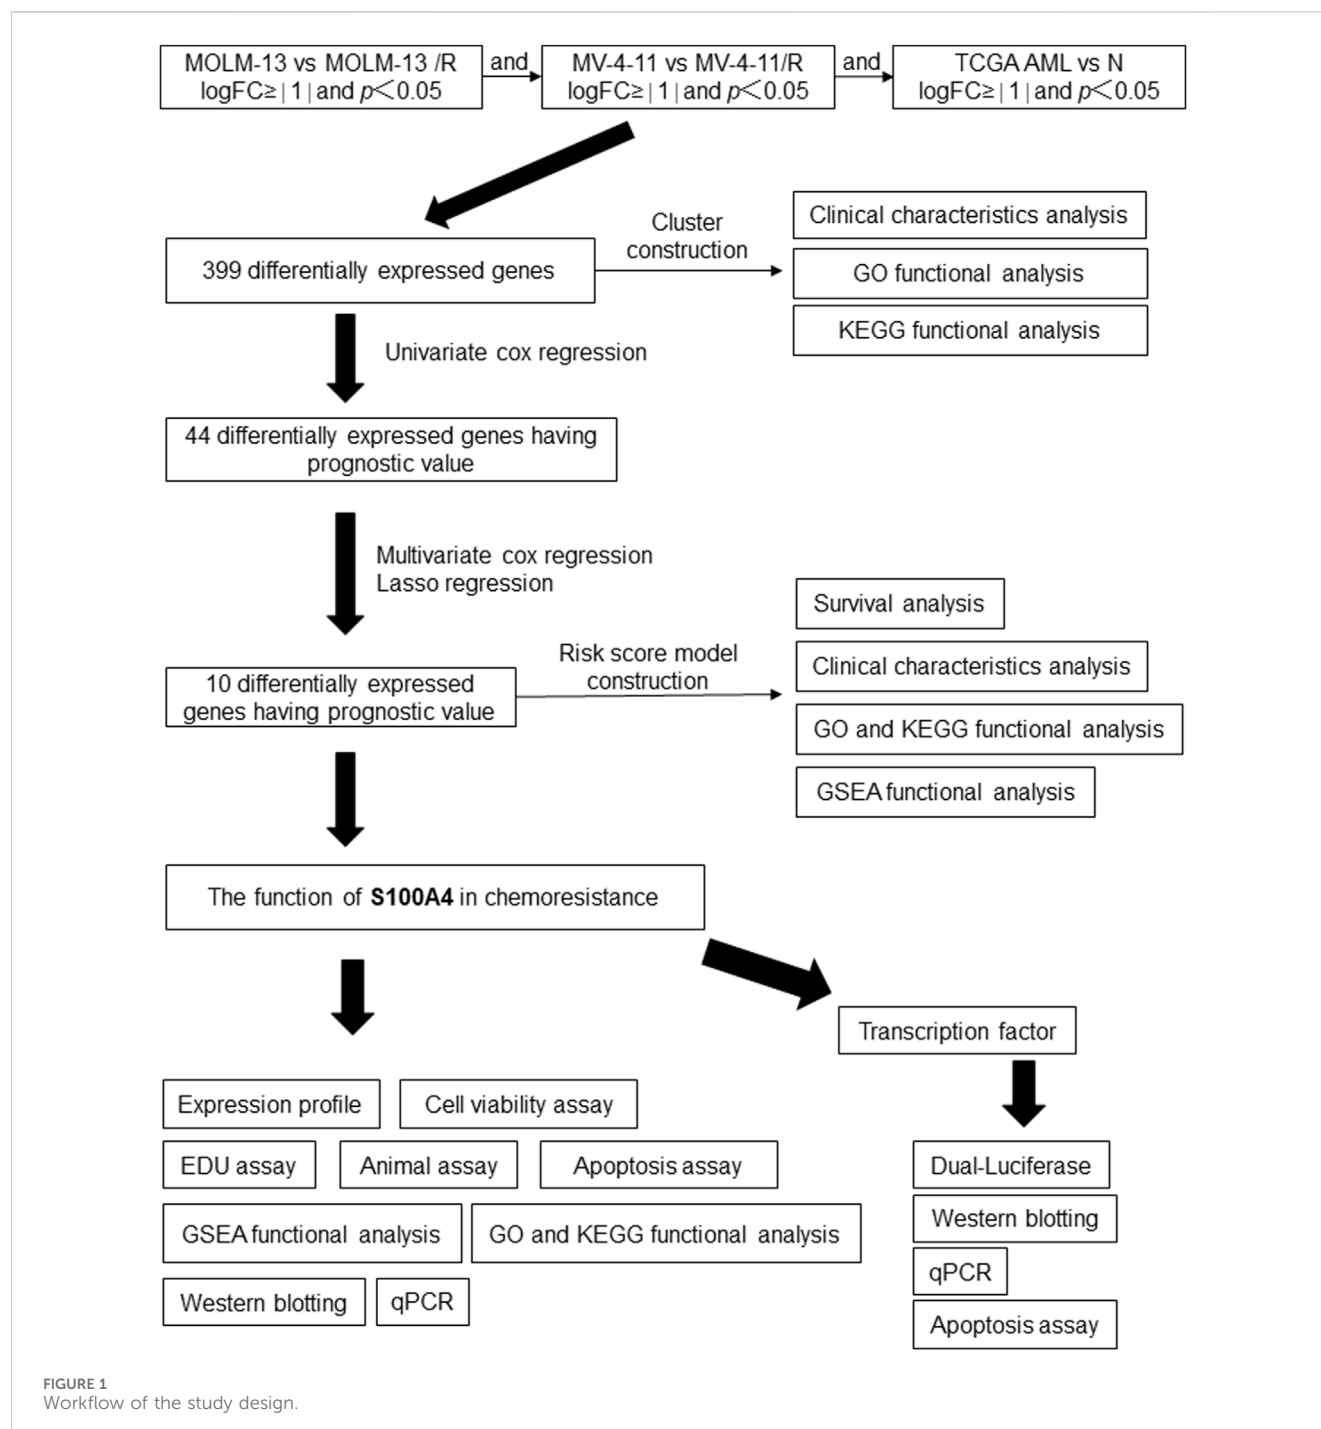 MOLM-13 vs MOLM-13 /R
logFC≥|1| and p<0.05
and
MV-4-11 vs MV-4-11/R
logFC≥|1| and p<0.05
and
TCGA AML vs N
logFC≥|1| and p<0.05
399 differentially expressed genes
Cluster
construction
Clinical characteristics analysis
GO functional analysis
KEGG functional analysis
Univariate cox regression
44 differentially expressed genes having
prognostic value
Multivariate cox regression
Lasso regression
10 differentially expressed
genes having prognostic value
Risk score model
construction
Survival analysis
Clinical characteristics analysis
GO and KEGG functional analysis
GSEA functional analysis
The function of S100A4 in chemoresistance
Expression profile
Cell viability assay
EDU assay
Animal assay
Apoptosis assay
GSEA functional analysis
GO and KEGG functional analysis
Western blotting
qPCR
Transcription factor
Dual-Luciferase
Western blotting
qPCR
Apoptosis assay
FIGURE 1
Workflow of the study design.